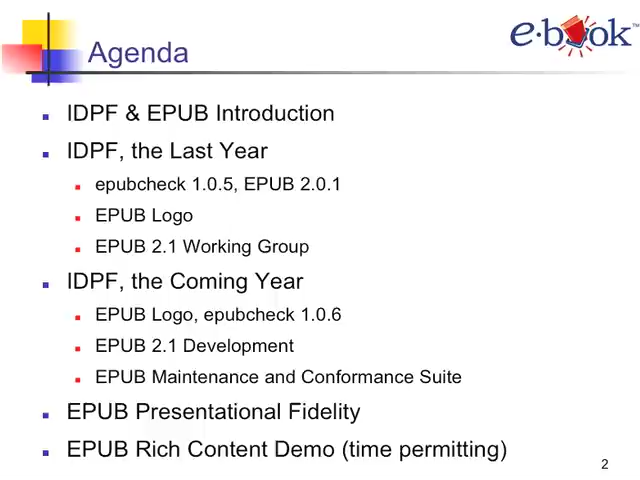 Agenda
e·book™
IDPF & EPUB Introduction
IDPF, the Last Year
epubcheck 1.0.5, EPUB 2.0.1
EPUB Logo
EPUB 2.1 Working Group
IDPF, the Coming Year
EPUB Logo, epubcheck 1.0.6
EPUB 2.1 Development
EPUB Maintenance and Conformance Suite
EPUB Presentational Fidelity
EPUB Rich Content Demo (time permitting)
2